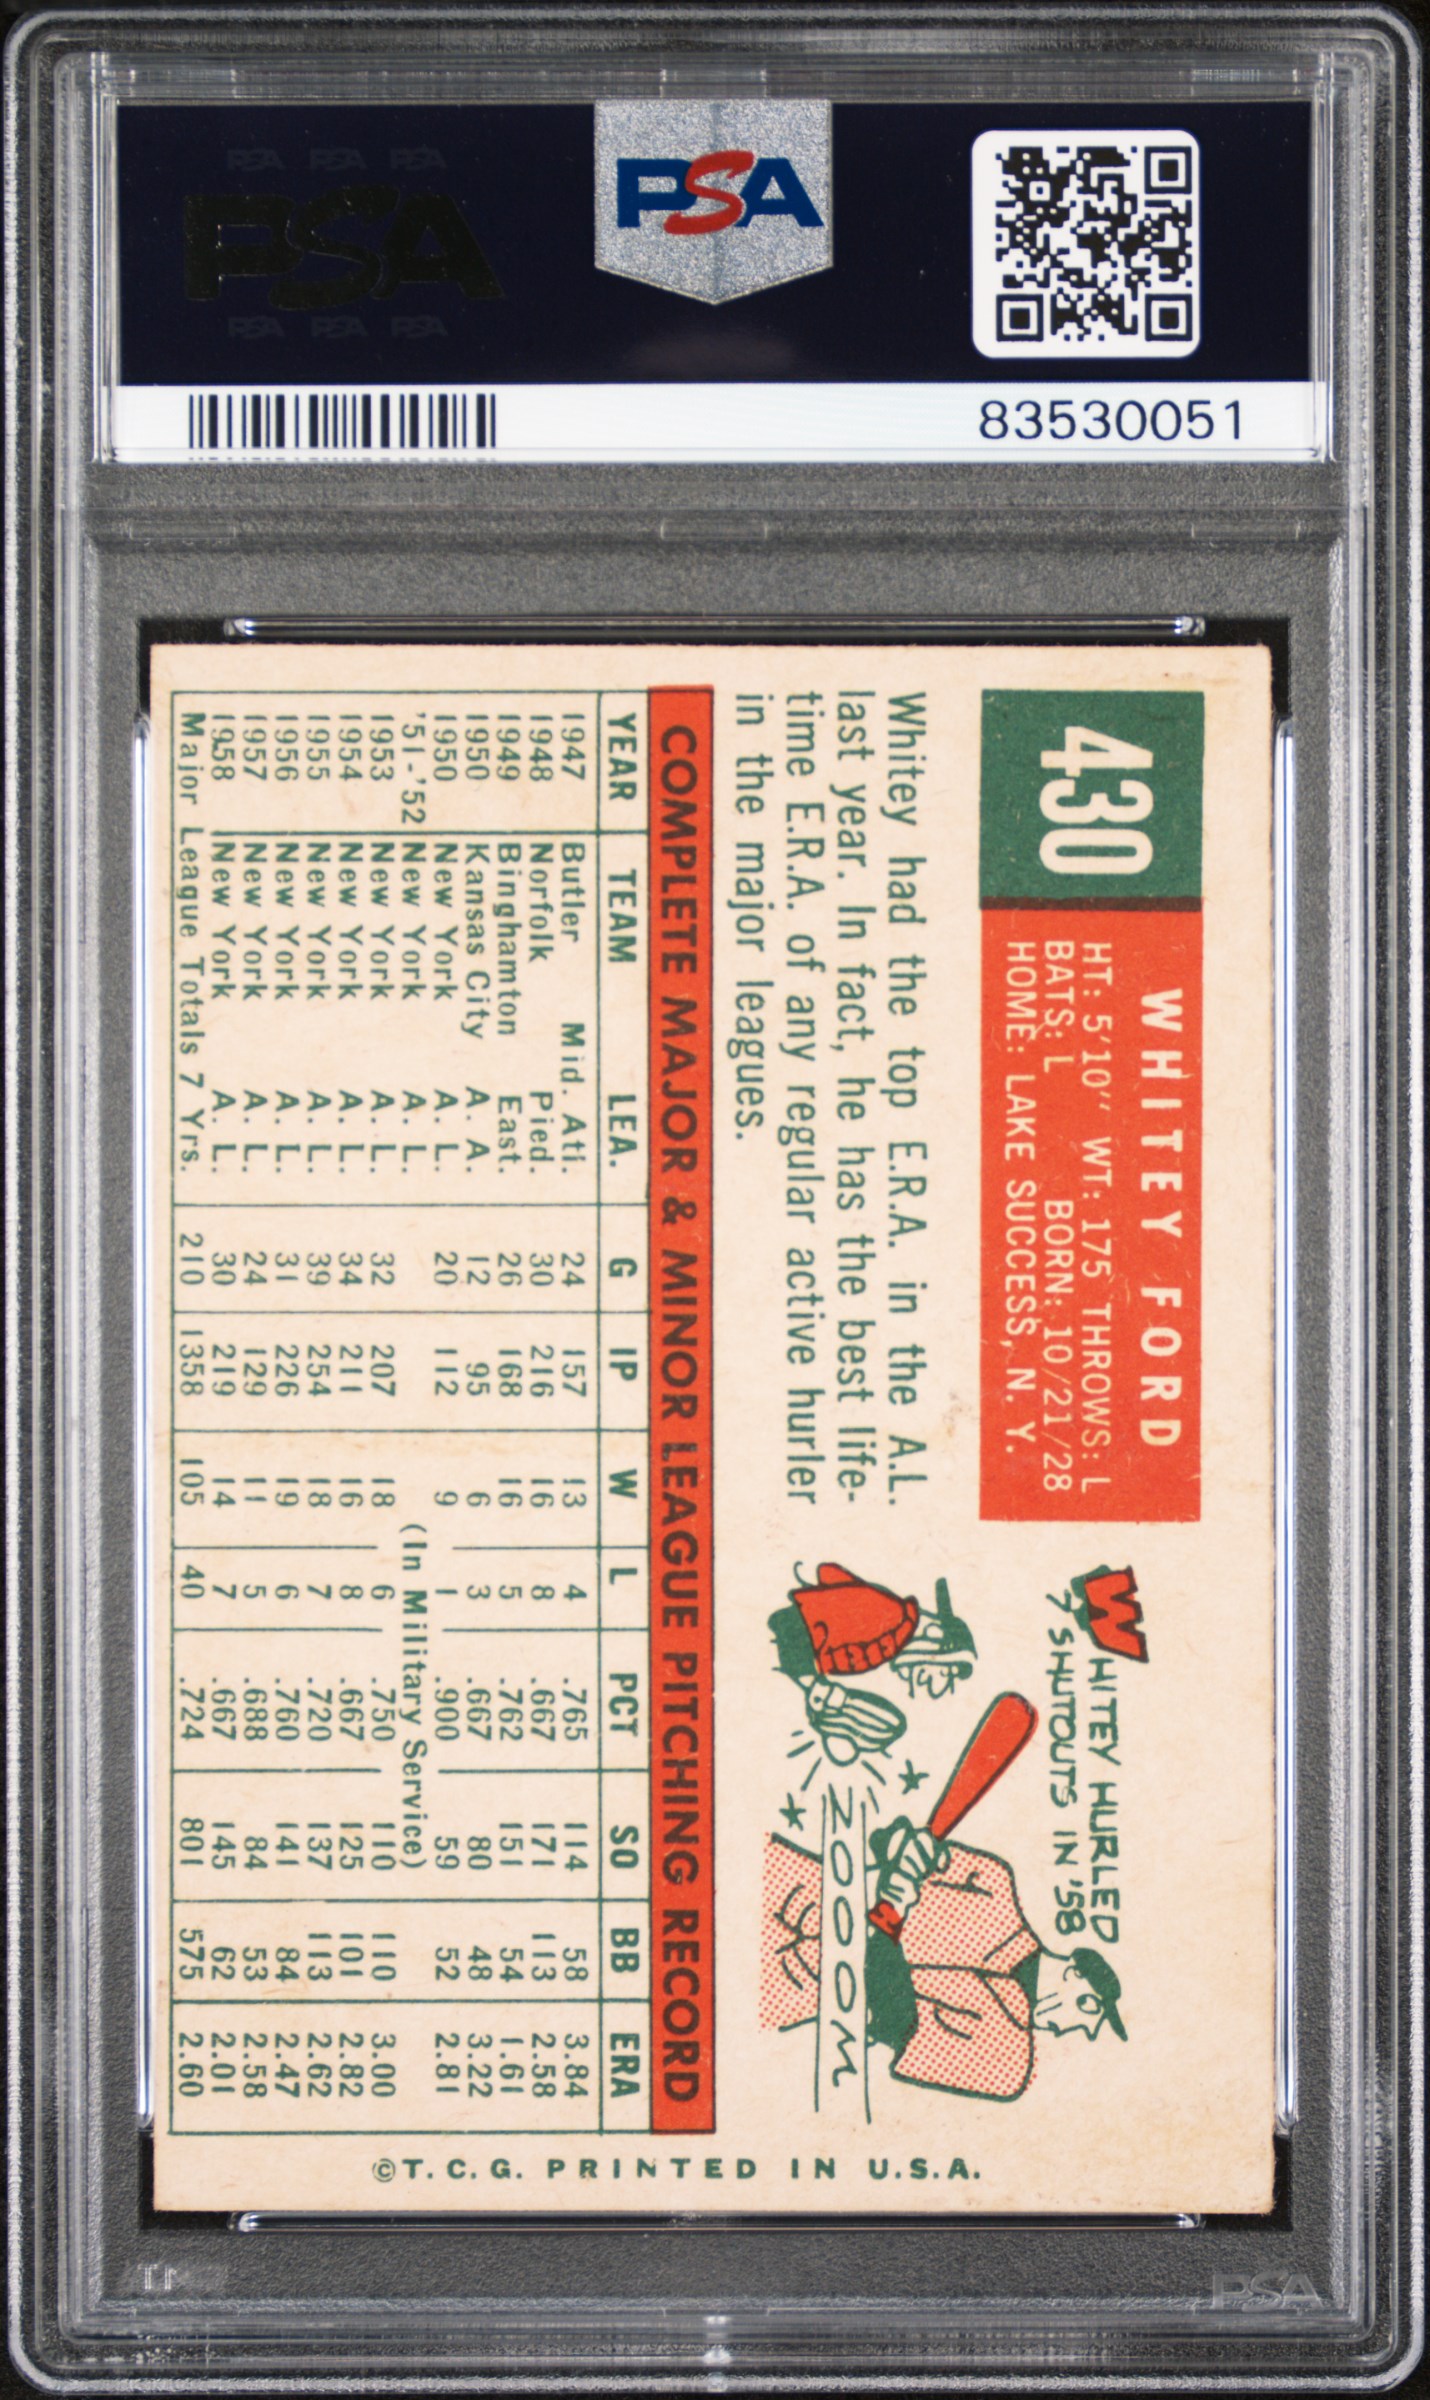 PSA PSA PSA
PSA
PSA PSA PSA
PSA
83530051
430
WHITEY FORD
HT: 5'10" WT: 175 THROWS: L
BATS: L BORN: 10/21/28
HOME: LAKE SUCCESS, N. Y.
WHITEY HURLED
7 SHUTOUTS IN '58
ZOOOOM
Whitey had the top E.R.A. in the A.L.
last year. In fact, he has the best life-
time E.R.A. of any regular active hurler
in the major leagues.
COMPLETE MAJOR & MINOR LEAGUE PITCHING RECORD
YEAR TEAM LEA. G IP W L PCT SO BB ERA
1947 Butler Mid. Atl. 24 157 13 4 .765 114 58 3.84
1948 Norfolk Pied. 30 216 16 8 .667 171 113 2.58
1949 Binghamton East. 26 168 16 5 .762 151 54 1.61
1950 Kansas City A. A. 12 95 6 3 .667 80 48 3.22
1950 New York A. L. 20 112 9 1 .900 59 52 2.81
'51-'52 New York A. L. (In Military Service)
1953 New York A. L. 32 207 18 6 .750 110 110 3.00
1954 New York A. L. 34 211 16 8 .667 125 101 2.82
1955 New York A. L. 39 254 18 7 .720 137 113 2.62
1956 New York A. L. 31 226 19 6 .760 141 84 2.47
1957 New York A. L. 24 129 11 5 .688 84 53 2.58
1958 New York A. L. 30 219 14 7 .667 145 62 2.01
Major League Totals 7 Yrs. 210 1358 105 40 .724 801 575 2.60
©T. C. G. PRINTED IN U.S.A.
PSA